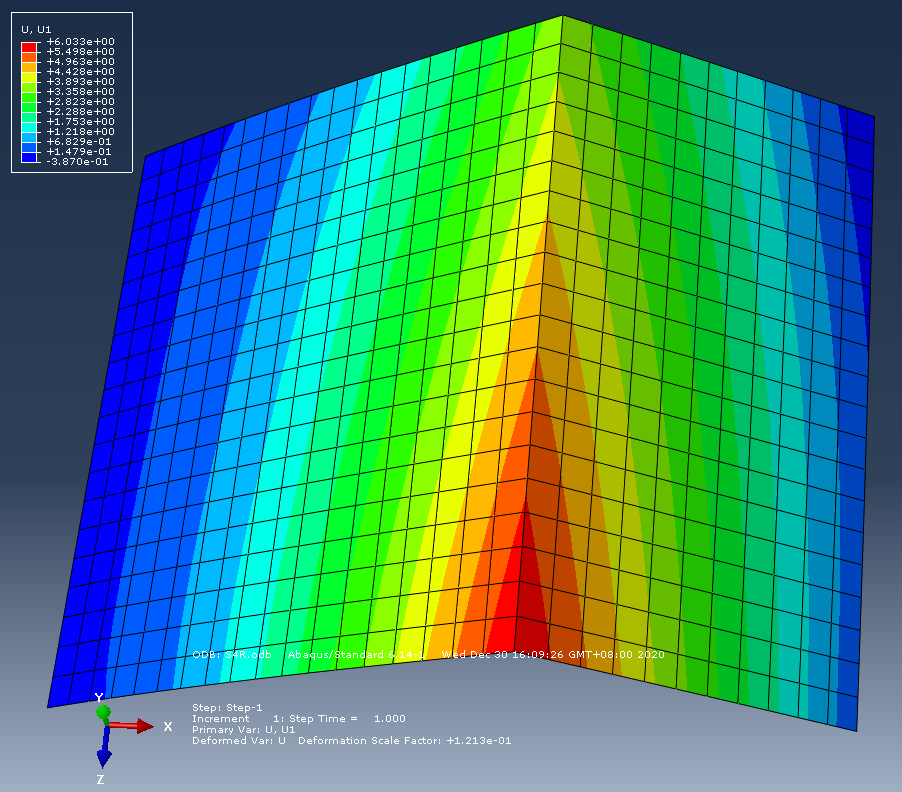 U, U1
+6.033e+00
+5.498e+00
+4.963e+00
+4.428e+00
+3.893e+00
+3.358e+00
+2.823e+00
+2.288e+00
+1.753e+00
+1.218e+00
+6.829e-01
+1.479e-01
-3.870e-01
ODB: S4R.odb Abaqus/Standard 6.14-1 Wed Dec 30 16:09:26 GMT+08:00 2020
Y
X
Z
Step: Step-1
Increment 1: Step Time = 1.000
Primary Var: U, U1
Deformed Var: U Deformation Scale Factor: +1.213e-01